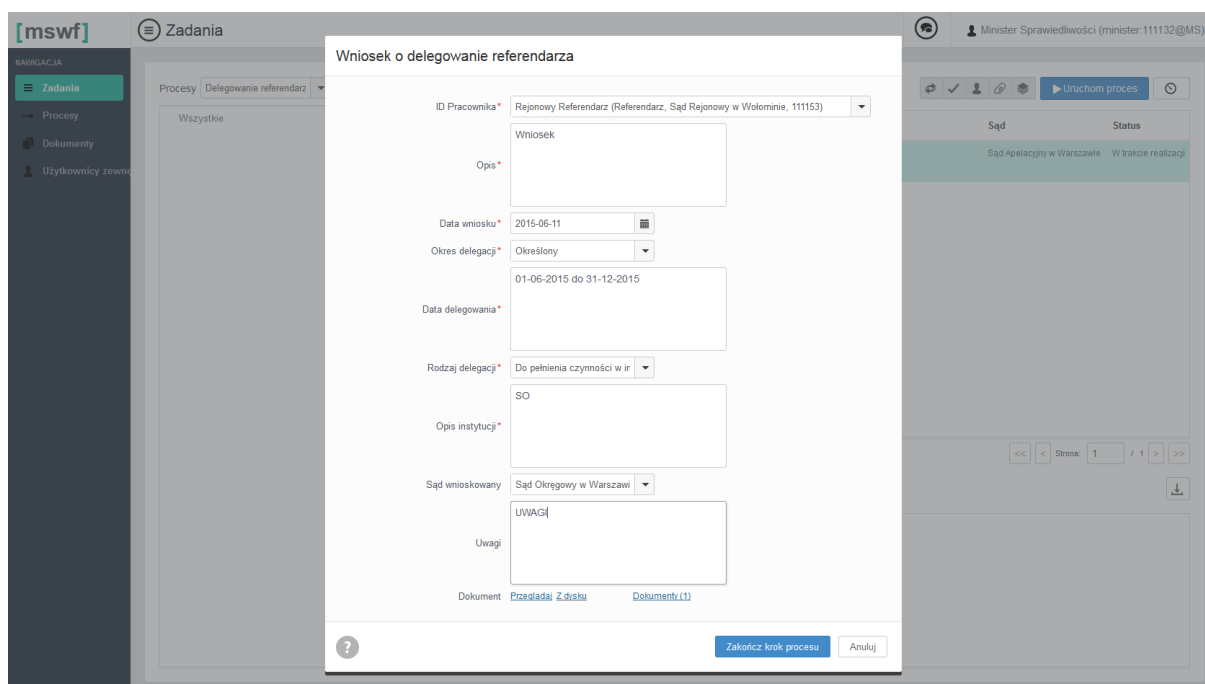 [mswf]
Zadania
Minister Sprawiedliwości (minister:111132@MS)
NAWIGACJA
Zadania
Procesy
Dokumenty
Użytkownicy zewnę
Procesy Delegowanie referendarz
Wszystkie
Uruchom proces
Sąd Status
Sąd Apelacyjny w Warszawie W trakcie realizacji
<< < Strona: 1 / 1 > >>
Wniosek o delegowanie referendarza
ID Pracownika* Rejonowy Referendarz (Referendarz, Sąd Rejonowy w Wołominie, 111153)
Opis* Wniosek
Data wniosku* 2015-06-11
Okres delegacji* Określony
Data delegowania* 01-06-2015 do 31-12-2015
Rodzaj delegacji* Do pełnienia czynności w ir
Opis instytucji* SO
Sąd wnioskowany Sąd Okręgowy w Warszawi
Uwagi UWAGI
Dokument Przeglądaj Z dysku Dokumenty (1)
? Zakończ krok procesu Anuluj